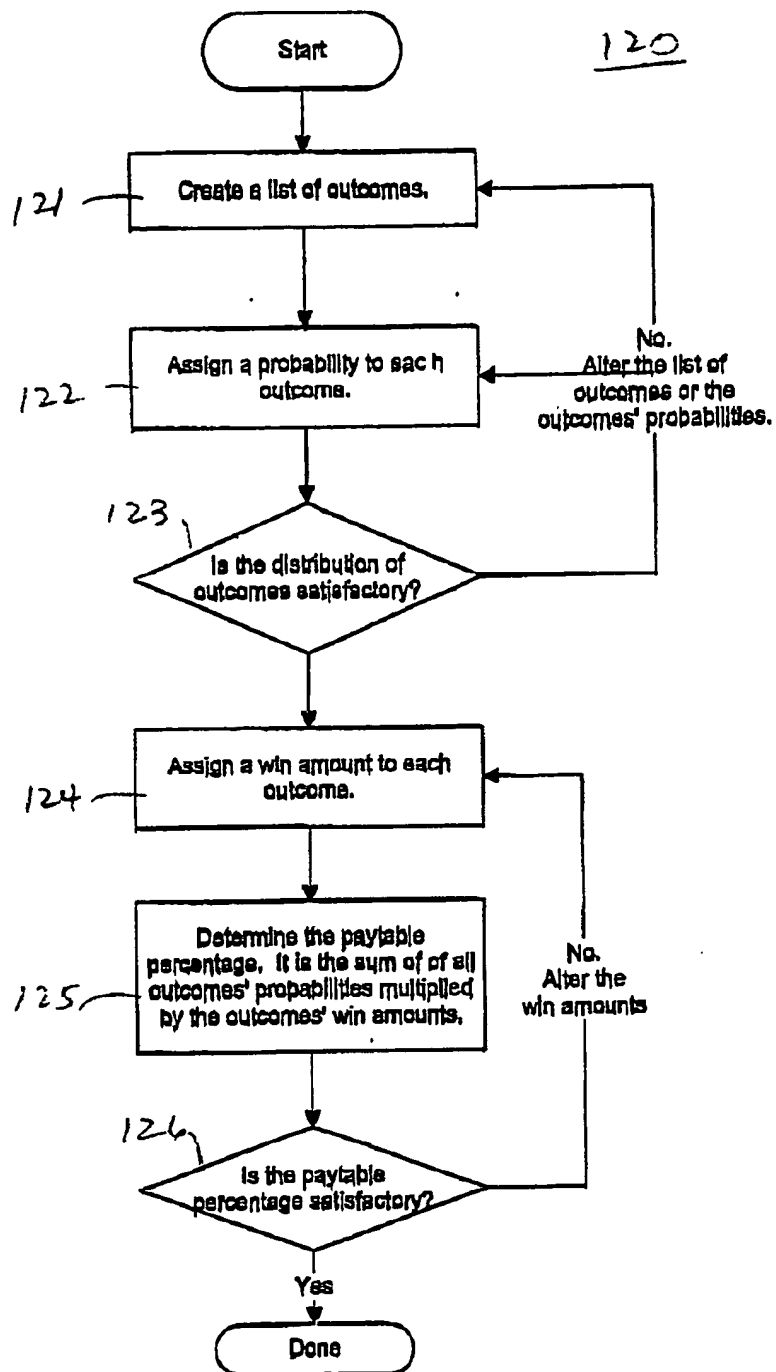 Start
120
121
Create a list of outcomes.
No.
Alter the list of
outcomes or the
outcomes' probabilities.
122
Assign a probability to each
outcome.
123
Is the distribution of
outcomes satisfactory?
124
Assign a win amount to each
outcome.
125
Determine the paytable
percentage. It is the sum of of all
outcomes' probabilities multiplied
by the outcomes' win amounts.
No.
Alter the
win amounts
126
Is the paytable
percentage satisfactory?
Yes
Done